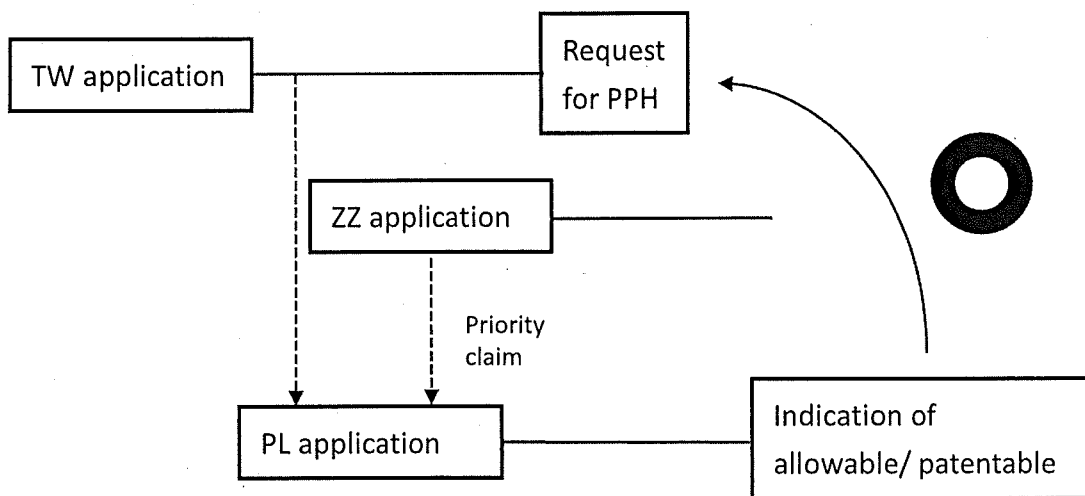 TW application
Request
for PPH
ZZ application
Priority
claim
PL application
Indication of
allowable/ patentable